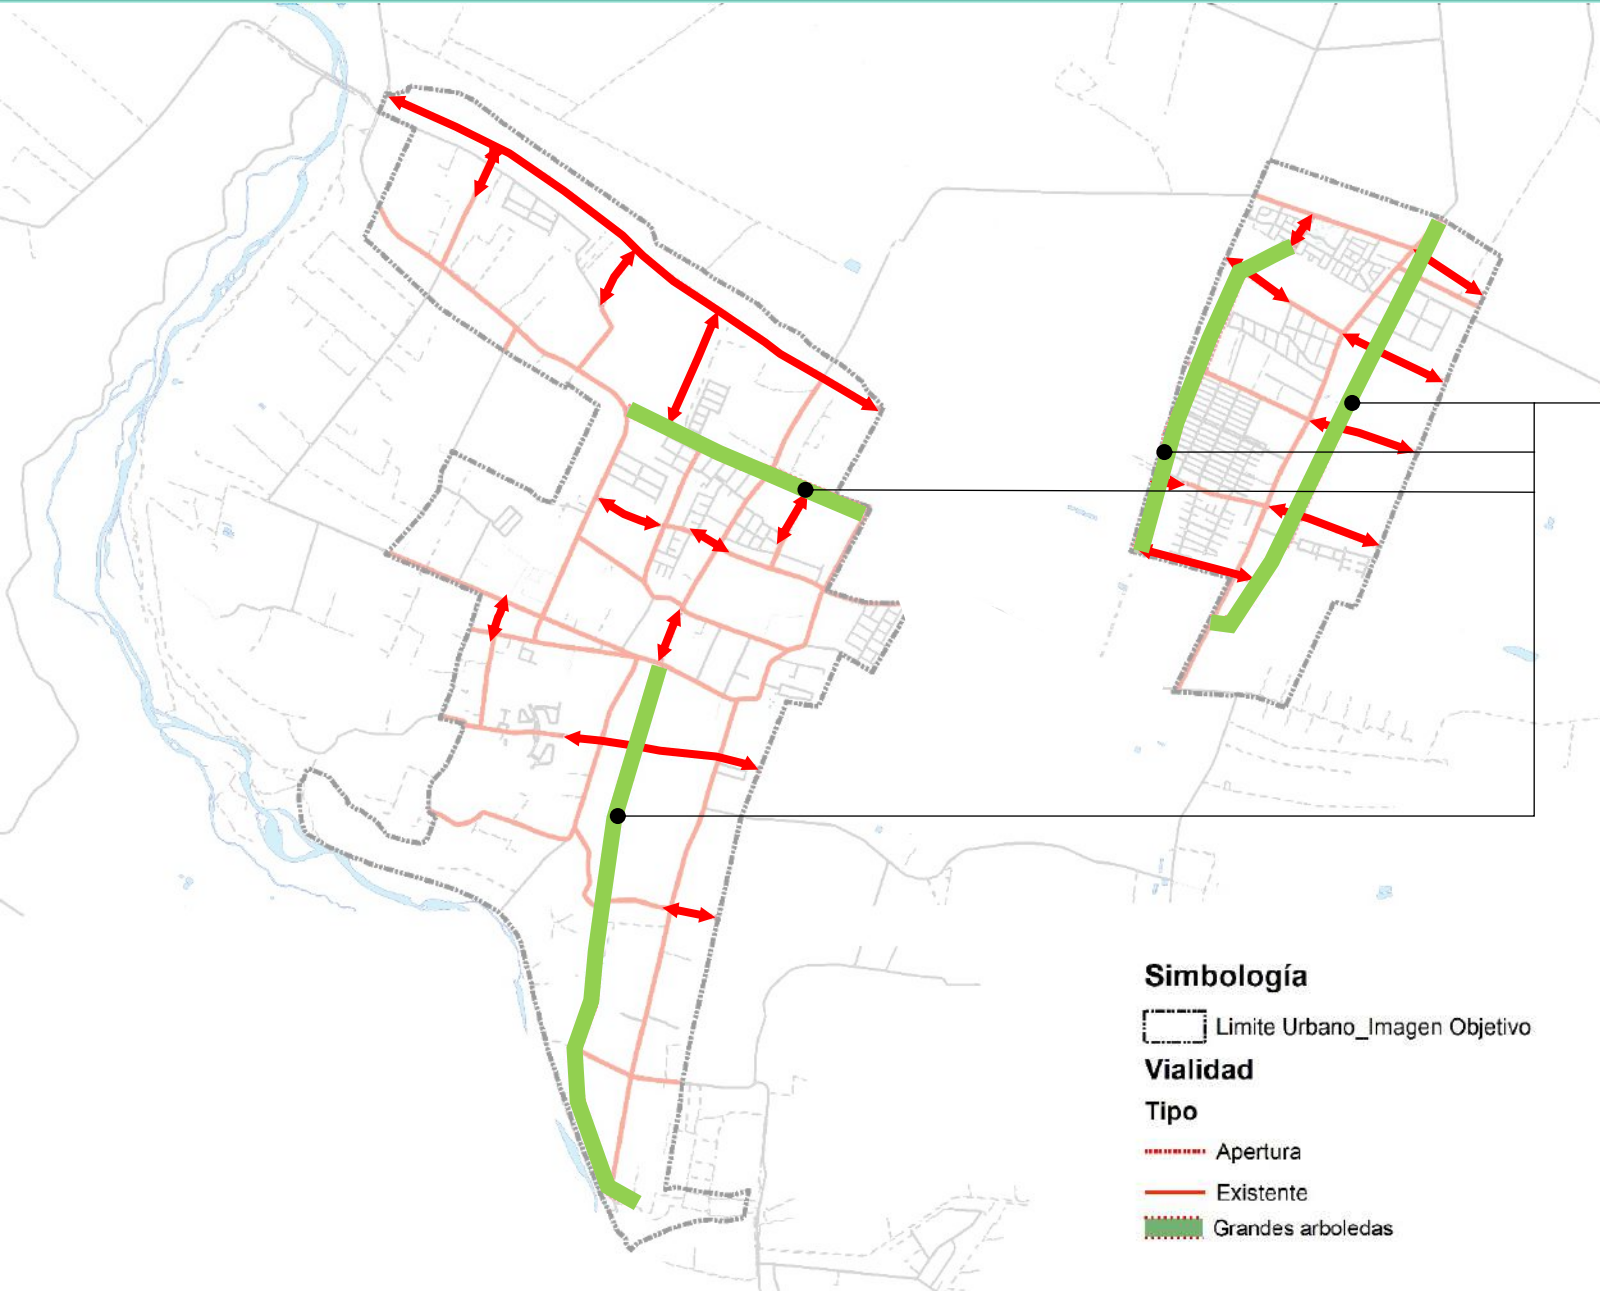 Simbología
Limite Urbano_Imagen Objetivo
Vialidad
Tipo
Apertura
Existente
Grandes arboledas